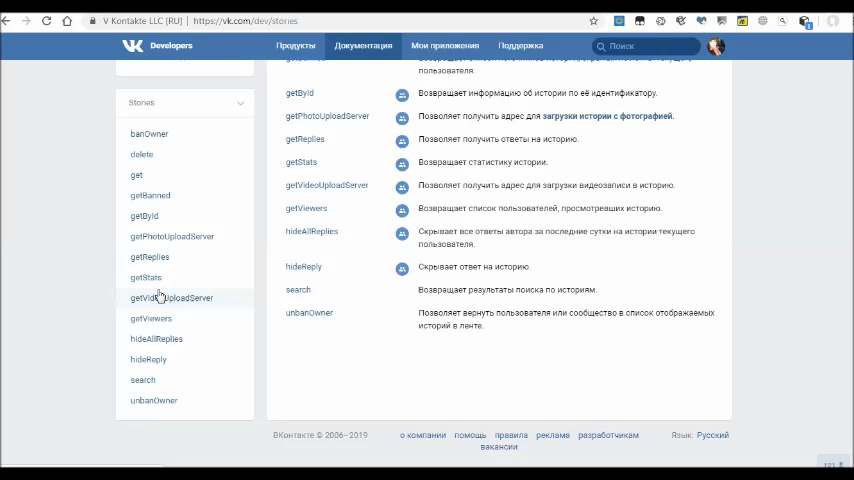 V Kontakte LLC [RU] | https://vk.com/dev/stories
Developers
Продукты
Документация
Мои приложения
Поддержка
Поиск
Stories
banOwner
delete
get
getBanned
getById
getPhotoUploadServer
getReplies
getStats
getVideoUploadServer
getViewers
hideAllReplies
hideReply
search
unbanOwner
пользователя.
getById Возвращает информацию об истории по её идентификатору.
getPhotoUploadServer Позволяет получить адрес для загрузки истории с фотографией.
getReplies Позволяет получить ответы на историю.
getStats Возвращает статистику истории.
getVideoUploadServer Позволяет получить адрес для загрузки видеозаписи в историю.
getViewers Возвращает список пользователей, просмотревших историю.
hideAllReplies Скрывает все ответы автора за последние сутки на истории текущего
пользователя.
hideReply Скрывает ответ на историю.
search Возвращает результаты поиска по историям.
unbanOwner Позволяет вернуть пользователя или сообщество в список отображаемых
историй в ленте.
ВКонтакте © 2006–2019 о компании помощь правила реклама разработчикам Язык: Русский
вакансии